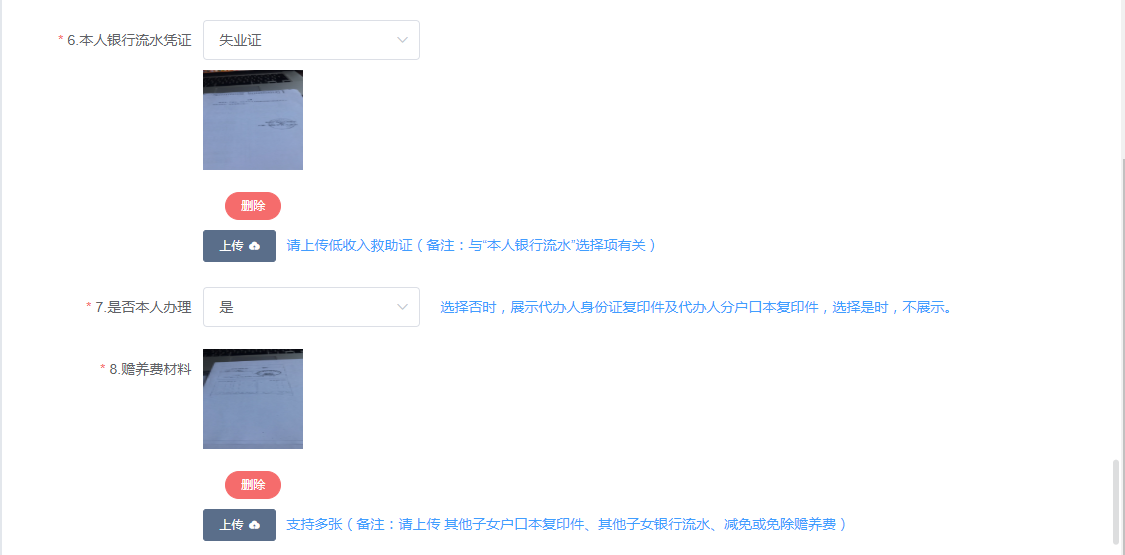 * 6.本人银行流水凭证 失业证
删除
上传 请上传低收入救助证（备注：与“本人银行流水”选择项有关）
* 7.是否本人办理 是 选择否时，展示代办人身份证复印件及代办人分户口本复印件，选择是时，不展示。
* 8.赡养费材料
删除
上传 支持多张（备注：请上传 其他子女户口本复印件、其他子女银行流水、减免或免除赡养费）